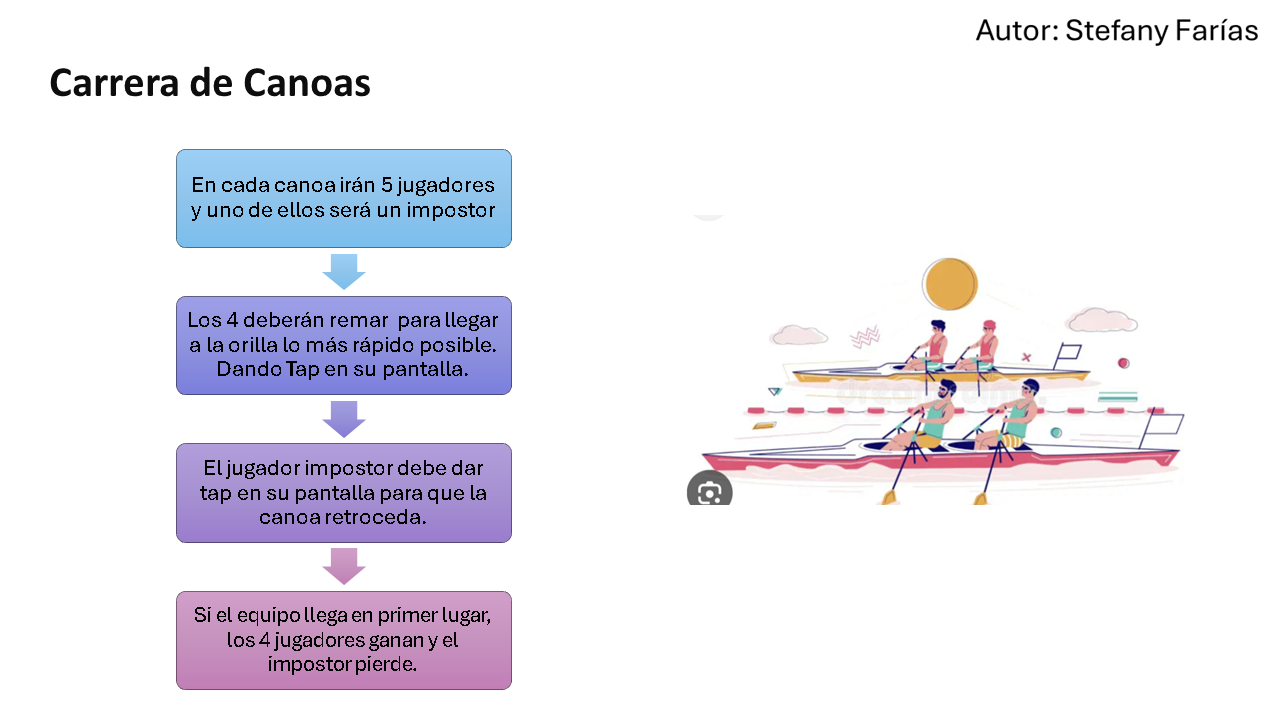 Autor: Stefany Farías
Carrera de Canoas
En cada canoa irán 5 jugadores
y uno de ellos será un impostor
Los 4 deberán remar para llegar
a la orilla lo más rápido posible.
Dando Tap en su pantalla.
El jugador impostor debe dar
tap en su pantalla para que la
canoa retroceda.
Si el equipo llega en primer lugar,
los 4 jugadores ganan y el
impostor pierde.